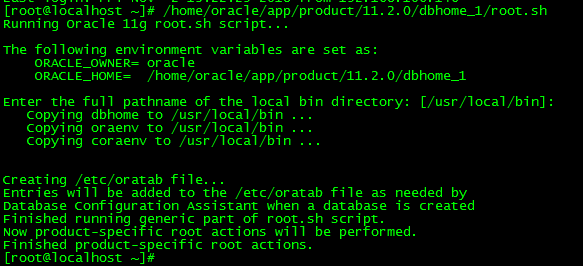 [root@localhost ~]# /home/oracle/app/product/11.2.0/dbhome_1/root.sh
Running Oracle 11g root.sh script...
The following environment variables are set as:
ORACLE_OWNER= oracle
ORACLE_HOME=  /home/oracle/app/product/11.2.0/dbhome_1
Enter the full pathname of the local bin directory: [/usr/local/bin]:
Copying dbhome to /usr/local/bin ...
Copying oraenv to /usr/local/bin ...
Copying coraenv to /usr/local/bin ...
Creating /etc/oratab file...
Entries will be added to the /etc/oratab file as needed by
Database Configuration Assistant when a database is created
Finished running generic part of root.sh script.
Now product-specific root actions will be performed.
Finished product-specific root actions.
[root@localhost ~]#